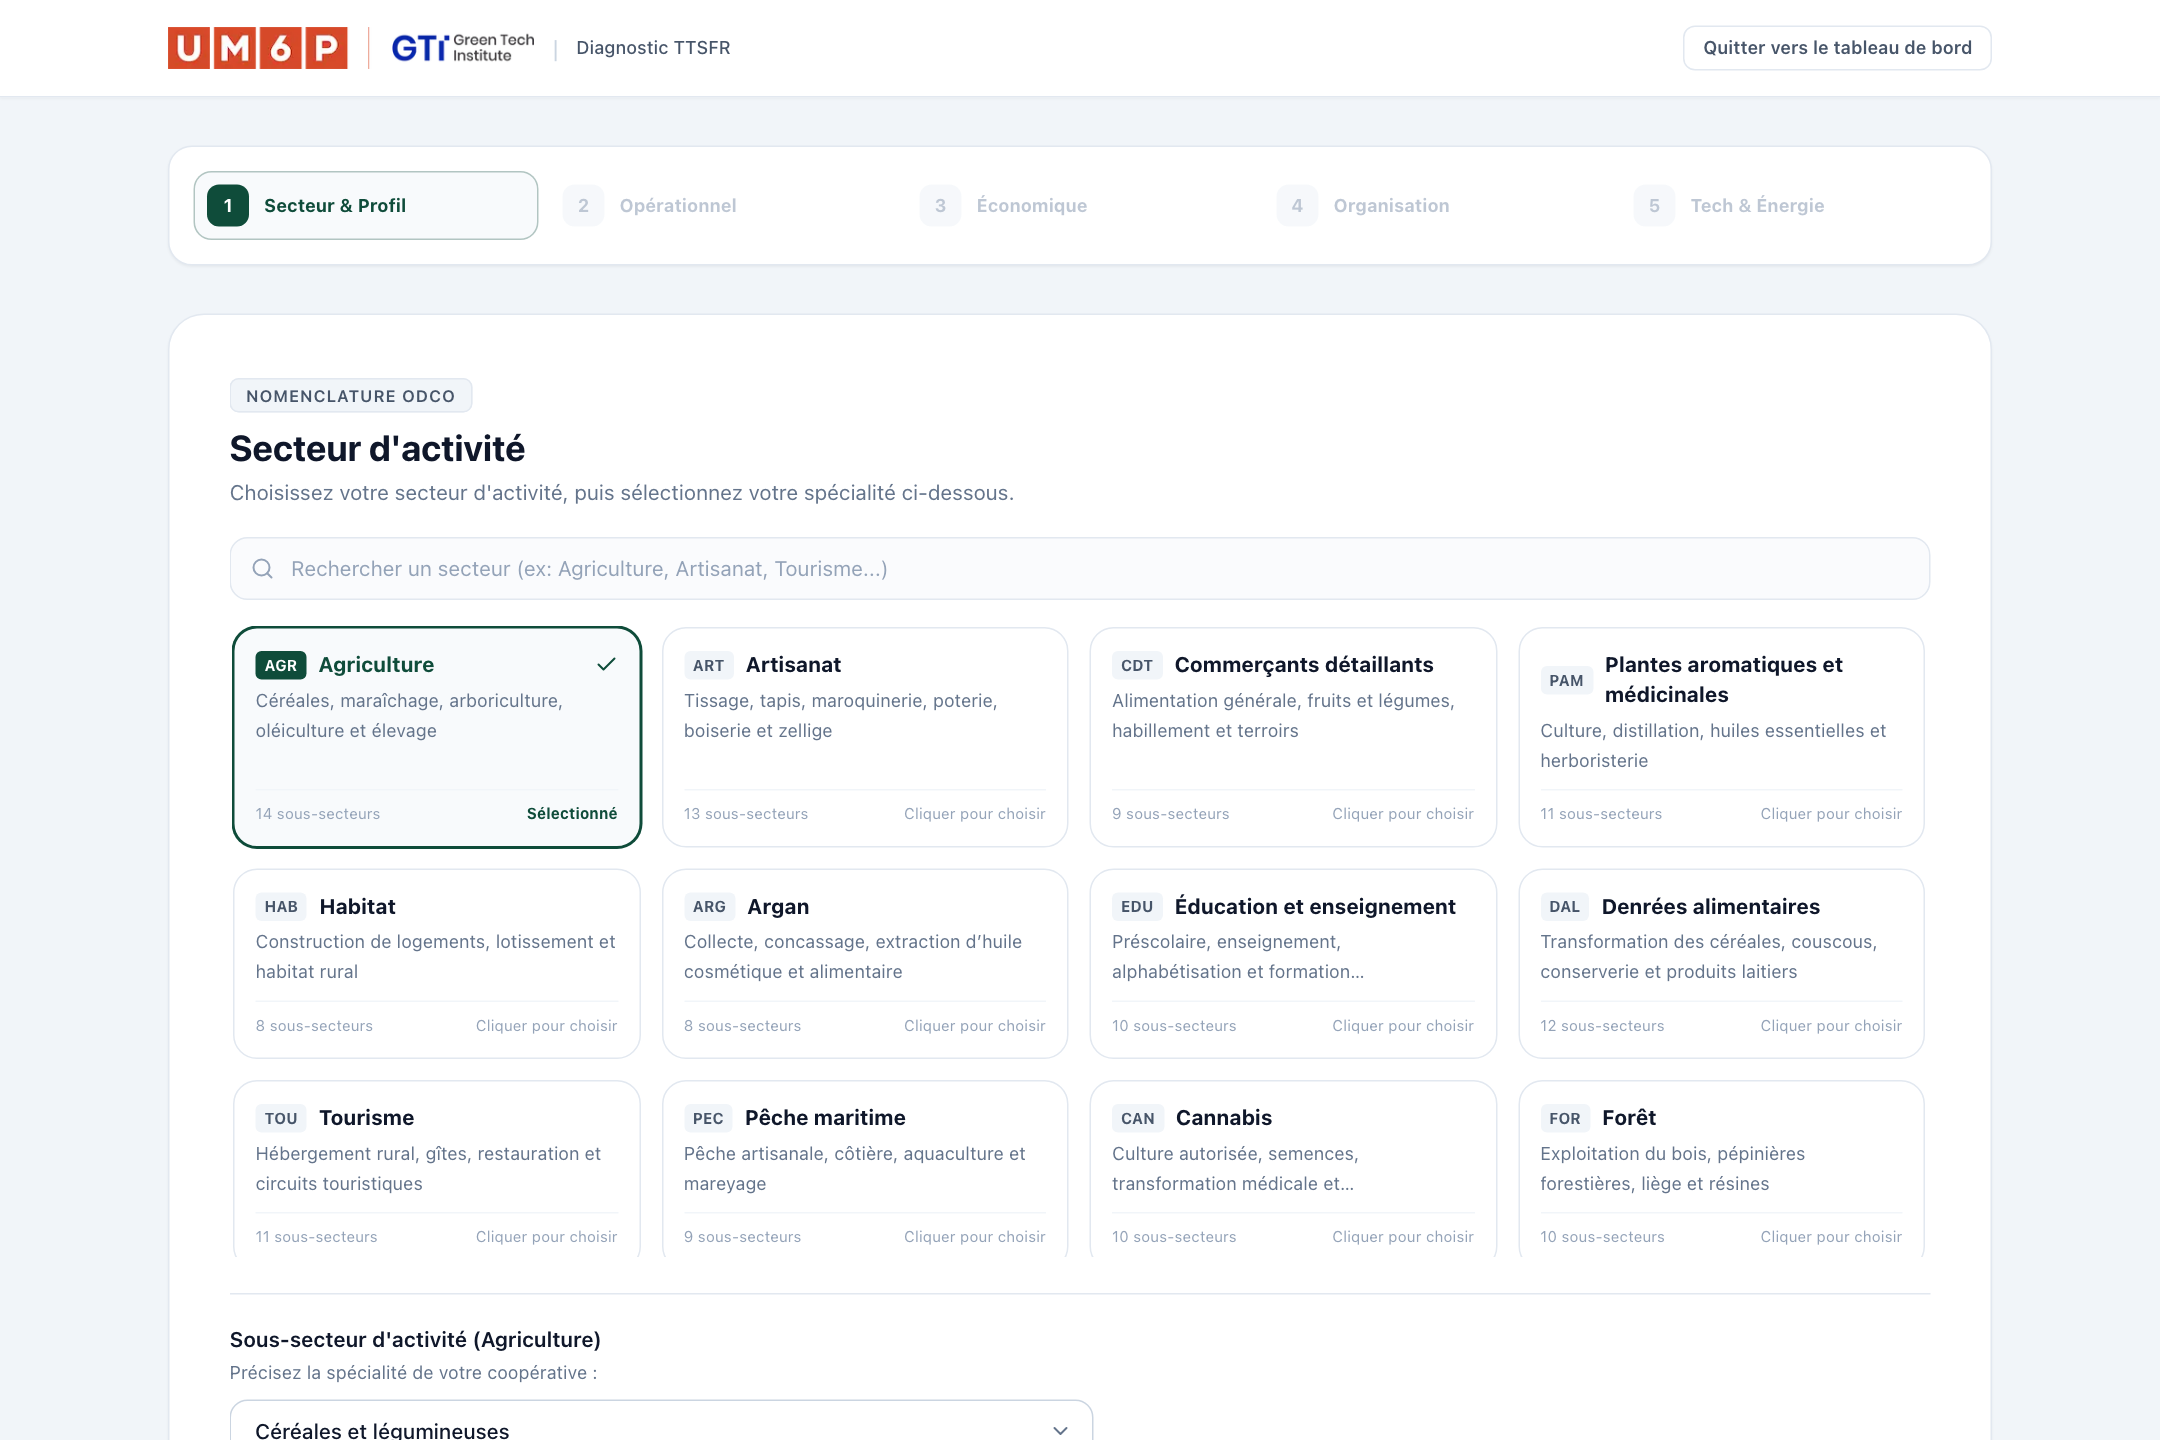 UM6P
GTi Green Tech Institute
Diagnostic TTSFR
Quitter vers le tableau de bord
1 Secteur & Profil
2 Opérationnel
3 Économique
4 Organisation
5 Tech & Énergie
NOMENCLATURE ODCO
Secteur d'activité
Choisissez votre secteur d'activité, puis sélectionnez votre spécialité ci-dessous.
Rechercher un secteur (ex: Agriculture, Artisanat, Tourisme...)
AGR Agriculture
Céréales, maraîchage, arboriculture,
oléiculture et élevage
14 sous-secteurs Sélectionné
ART Artisanat
Tissage, tapis, maroquinerie, poterie,
boiserie et zellige
13 sous-secteurs Cliquer pour choisir
CDT Commerçants détaillants
Alimentation générale, fruits et légumes,
habillement et terroirs
9 sous-secteurs Cliquer pour choisir
PAM Plantes aromatiques et
médicinales
Culture, distillation, huiles essentielles et
herboristerie
11 sous-secteurs Cliquer pour choisir
HAB Habitat
Construction de logements, lotissement et
habitat rural
8 sous-secteurs Cliquer pour choisir
ARG Argan
Collecte, concassage, extraction d’huile
cosmétique et alimentaire
8 sous-secteurs Cliquer pour choisir
EDU Éducation et enseignement
Préscolaire, enseignement,
alphabétisation et formation...
10 sous-secteurs Cliquer pour choisir
DAL Denrées alimentaires
Transformation des céréales, couscous,
conserverie et produits laitiers
12 sous-secteurs Cliquer pour choisir
TOU Tourisme
Hébergement rural, gîtes, restauration et
circuits touristiques
11 sous-secteurs Cliquer pour choisir
PEC Pêche maritime
Pêche artisanale, côtière, aquaculture et
mareyage
9 sous-secteurs Cliquer pour choisir
CAN Cannabis
Culture autorisée, semences,
transformation médicale et...
10 sous-secteurs Cliquer pour choisir
FOR Forêt
Exploitation du bois, pépinières
forestières, liège et résines
10 sous-secteurs Cliquer pour choisir
Sous-secteur d'activité (Agriculture)
Précisez la spécialité de votre coopérative :
Céréales et légumineuses